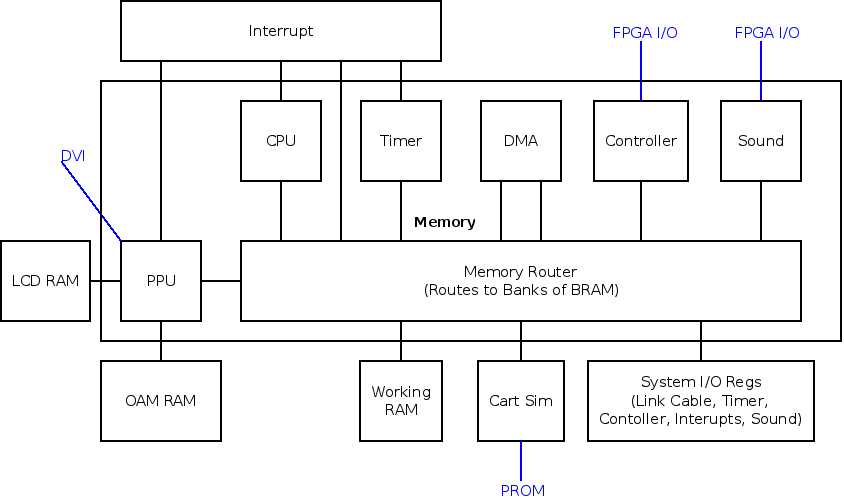 Interrupt
FPGA I/O
FPGA I/O
CPU
Timer
DMA
Controller
Sound
DVI
Memory
LCD RAM
PPU
Memory Router
(Routes to Banks of BRAM)
OAM RAM
Working
RAM
Cart Sim
System I/O Regs
(Link Cable, Timer,
Contoller, Interupts, Sound)
PROM